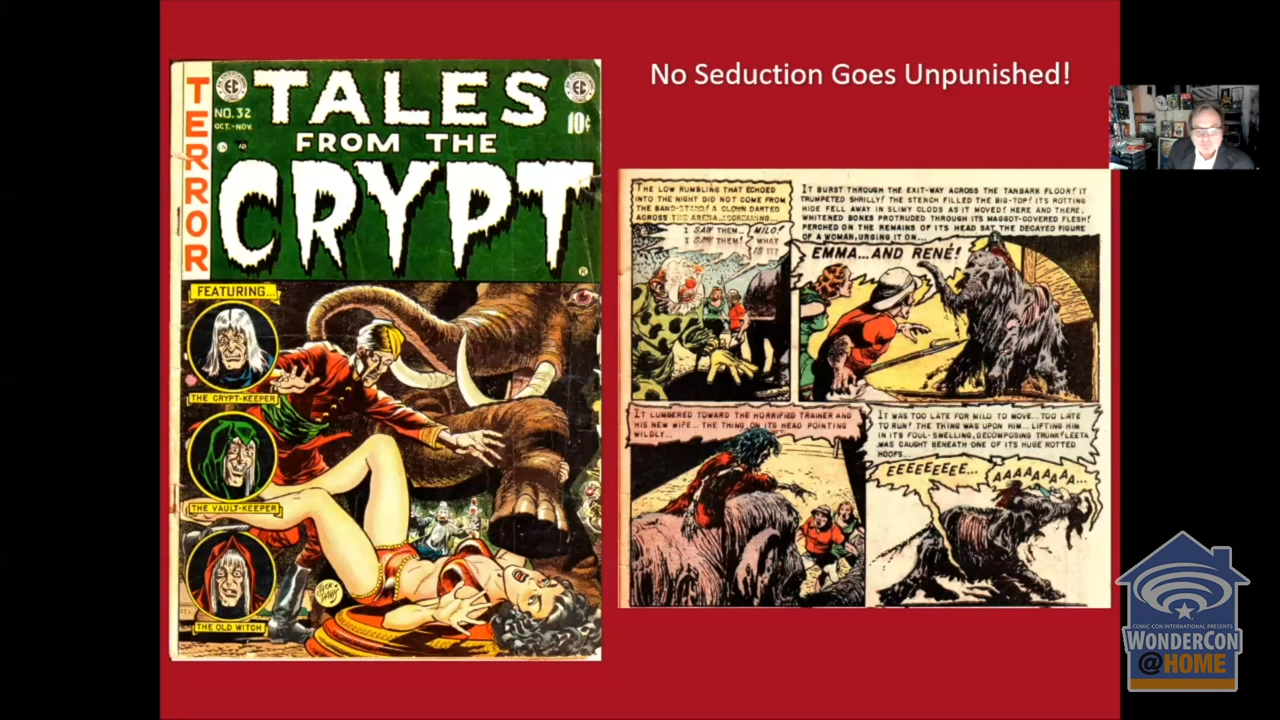 No Seduction Goes Unpunished!
TERROR
EC
TALES
EC
NO. 32
OCT.-NOV.
10¢
FROM THE
CRYPT
FEATURING...
THE CRYPT-KEEPER
THE VAULT-KEEPER
THE OLD WITCH
JACK
DAVIS
THE LOW RUMBLING THAT ECHOED
INTO THE NIGHT DID NOT COME FROM
THE BAND-STAND! A CLOWN DARTED
ACROSS THE ARENA...SCREAMING...
I SAW THEM...
I SAW THEM!
MILO!
WHAT
IS IT?
IT BURST THROUGH THE EXIT-WAY ACROSS THE TANBARK FLOOR! IT
TRUMPETED SHRILLY! THE STENCH FILLED THE BIG-TOP! ITS ROTTING
HIDE FELL AWAY IN SLIMY CLODS AS IT MOVED! HERE AND THERE,
WHITENED BONES PROTRUDED THROUGH ITS MAGGOT-COVERED FLESH!
PERCHED ON THE REMAINS OF ITS HEAD SAT THE DECAYED FIGURE
OF A WOMAN, URGING IT ON...
EMMA...AND RENÉ!
IT LUMBERED TOWARD THE HORRIFIED TRAINER AND
HIS NEW WIFE...THE THING ON ITS HEAD POINTING
WILDLY...
IT WAS TOO LATE FOR MILO TO MOVE...TOO LATE
TO RUN! THE THING WAS UPON HIM...LIFTING HIM
IN ITS FOUL-SMELLING, DECOMPOSING TRUNK! LEETA
WAS CAUGHT BENEATH ONE OF ITS HUGE ROTTED
HOOFS...
EEEEEEEEE...
AAAAAAAA...
COMIC-CON INTERNATIONAL PRESENTS
WONDERCON
@HOME